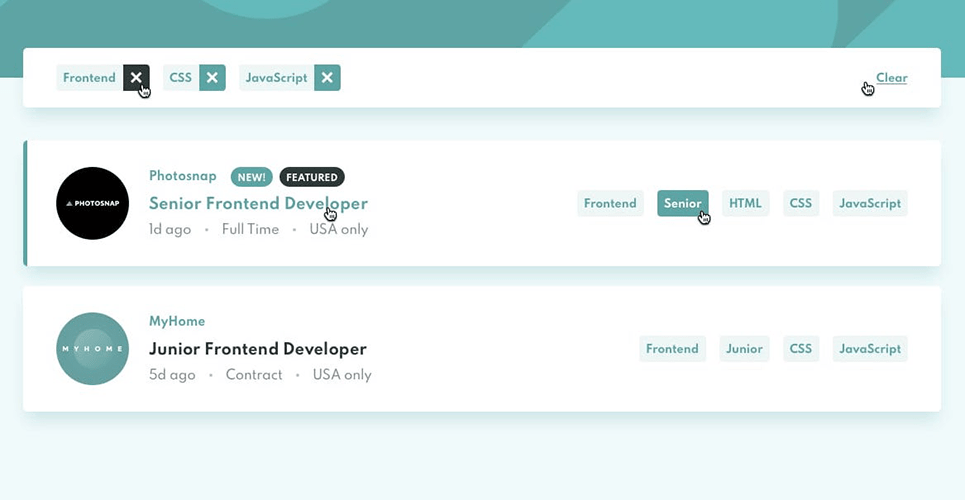 Frontend CSS JavaScript Clear
PHOTOSNAP
Photosnap NEW! FEATURED
Senior Frontend Developer
1d ago • Full Time • USA only
Frontend Senior HTML CSS JavaScript
MYHOME
MyHome
Junior Frontend Developer
5d ago • Contract • USA only
Frontend Junior CSS JavaScript